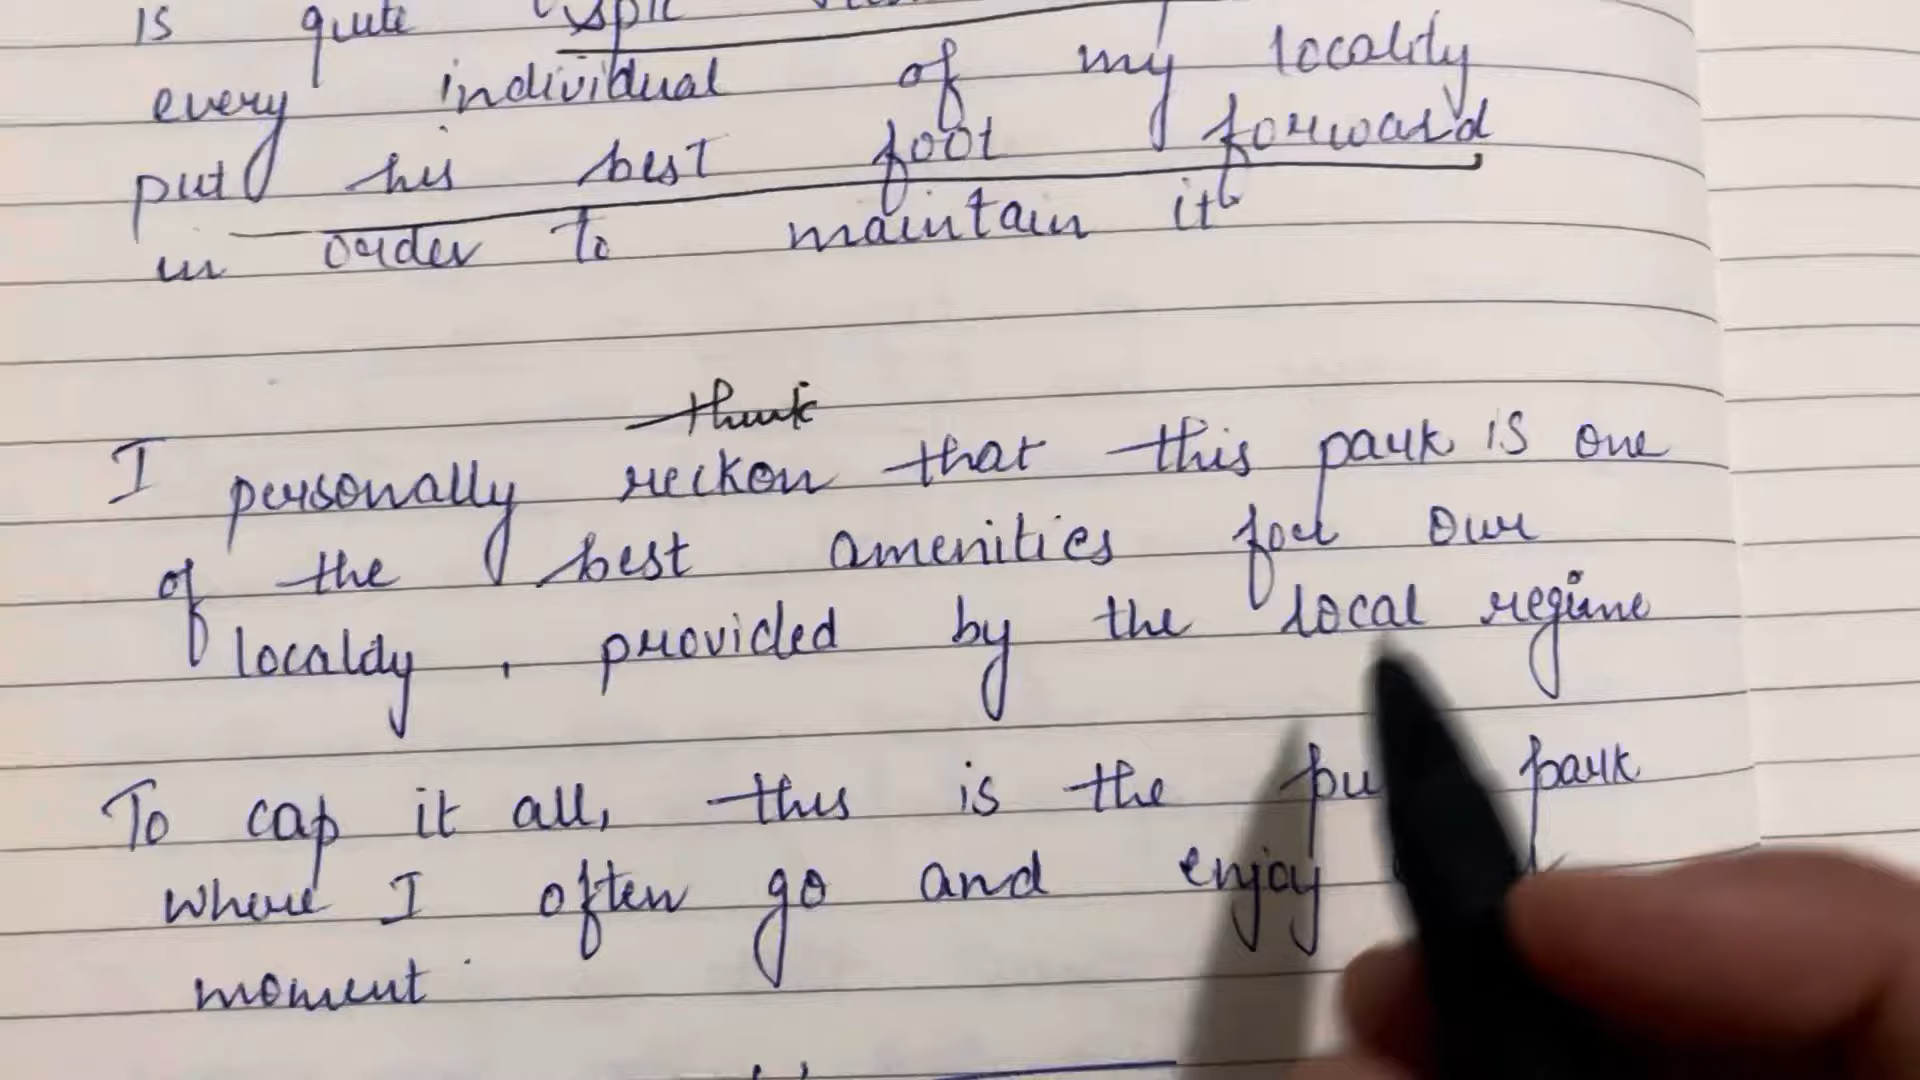 is quite
every individual of my locality
put his best foot forward
in order to maintain it
think
I personally reckon that this park is one
of the best amenities for our
locality, provided by the local regime
To cap it all, this is the park
where I often go and enjoy
moment.